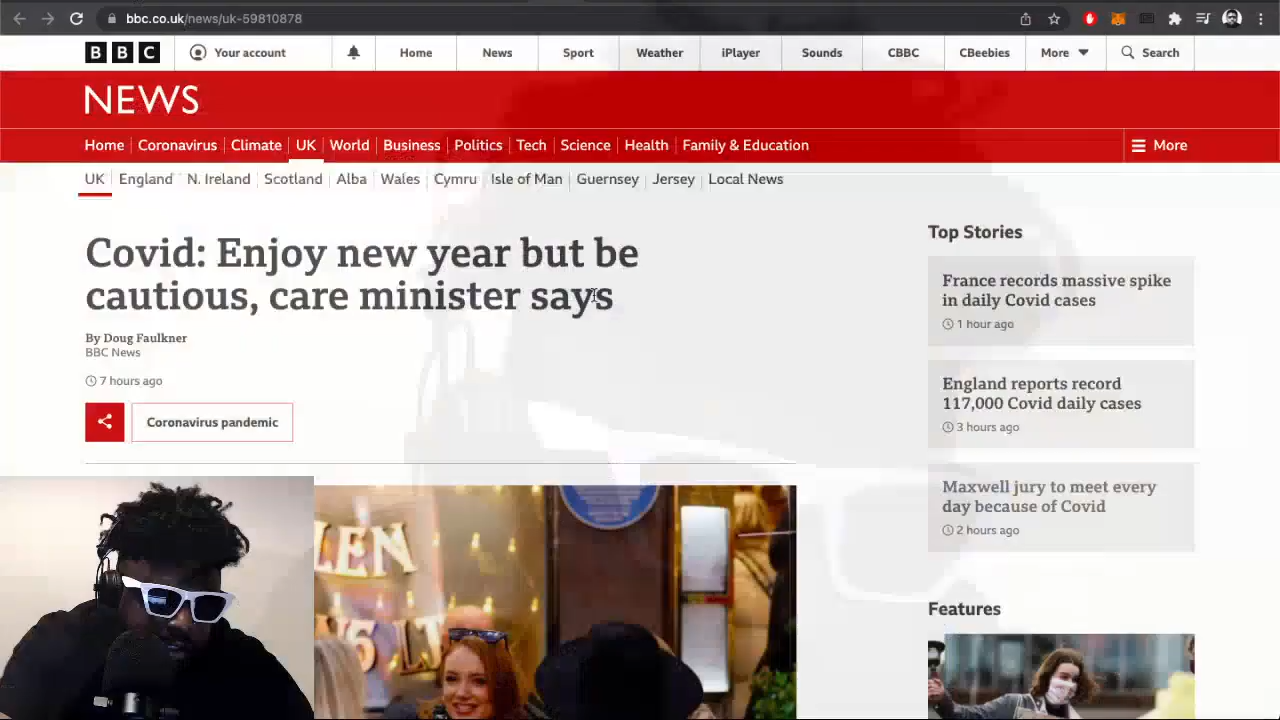 bbc.co.uk/news/uk-59810878
BBC
Your account
Home
News
Sport
Weather
iPlayer
Sounds
CBBC
CBeebies
More
Search
NEWS
Home
Coronavirus
Climate
UK
World
Business
Politics
Tech
Science
Health
Family & Education
More
UK
England
N. Ireland
Scotland
Alba
Wales
Cymru
Isle of Man
Guernsey
Jersey
Local News
Covid: Enjoy new year but be
cautious, care minister says
By Doug Faulkner
BBC News
7 hours ago
Coronavirus pandemic
LEN
Top Stories
France records massive spike
in daily Covid cases
1 hour ago
England reports record
117,000 Covid daily cases
3 hours ago
Maxwell jury to meet every
day because of Covid
2 hours ago
Features